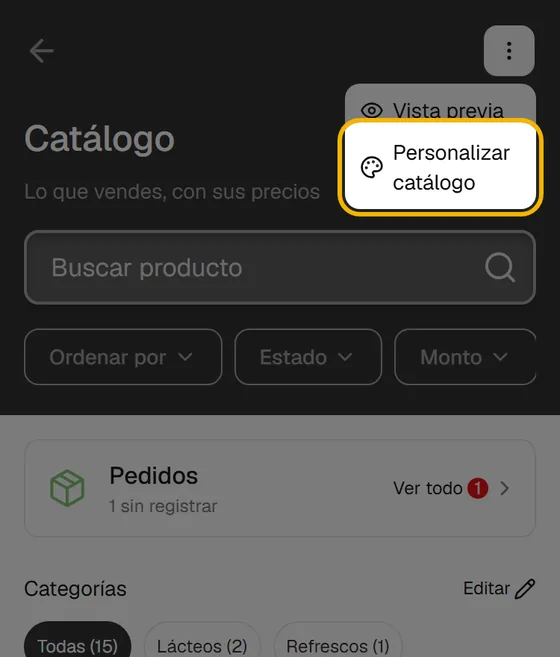 Vista previa
Catálogo
Personalizar
catálogo
Lo que vendes, con sus precios
Buscar producto
Ordenar por
Estado
Monto
Pedidos
1 sin registrar
Ver todo 1
Categorías
Editar
Todas (15)
Lácteos (2)
Refrescos (1)